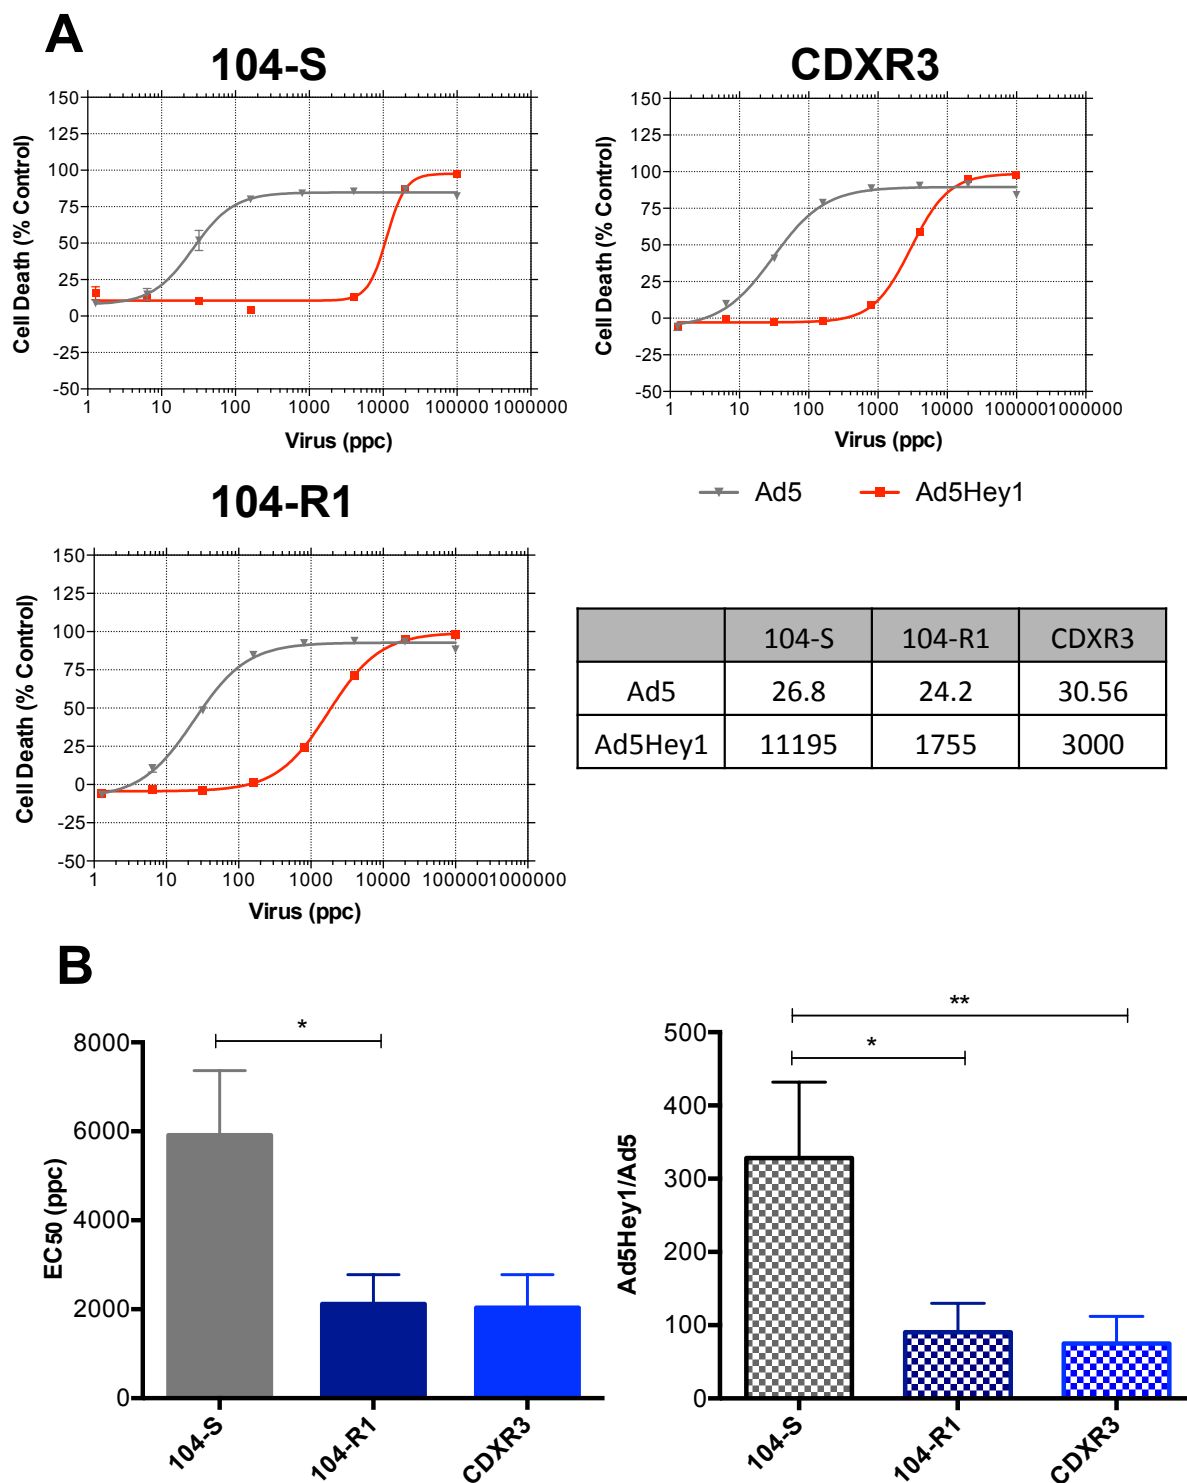 A
104-S
CDXR3
150
125
100
75
50
25
0
-25
-50
Cell Death (% Control)
1 10 100 1000 10000 100000 1000000
Virus (ppc)
150
125
100
75
50
25
0
-25
-50
Cell Death (% Control)
1 10 100 1000 10000 1000001000000
Virus (ppc)
Ad5 Ad5Hey1
104-R1
150
125
100
75
50
25
0
-25
-50
Cell Death (% Control)
1 10 100 1000 10000 1000001000000
Virus (ppc)
104-S 104-R1 CDXR3
Ad5 26.8 24.2 30.56
Ad5Hey1 11195 1755 3000
B
*
8000
6000
4000
2000
0
EC50 (ppc)
104-S 104-R1 CDXR3
**
*
500
400
300
200
100
0
Ad5Hey1/Ad5
104-S 104-R1 CDXR3